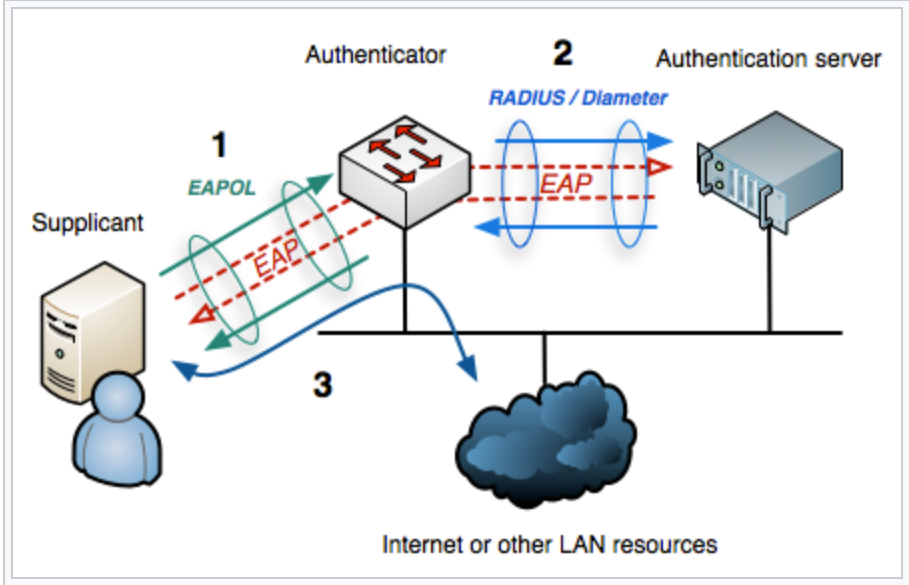 Authenticator
2
Authentication server
RADIUS / Diameter
1
EAPOL
EAP
Supplicant
EAP
3
Internet or other LAN resources